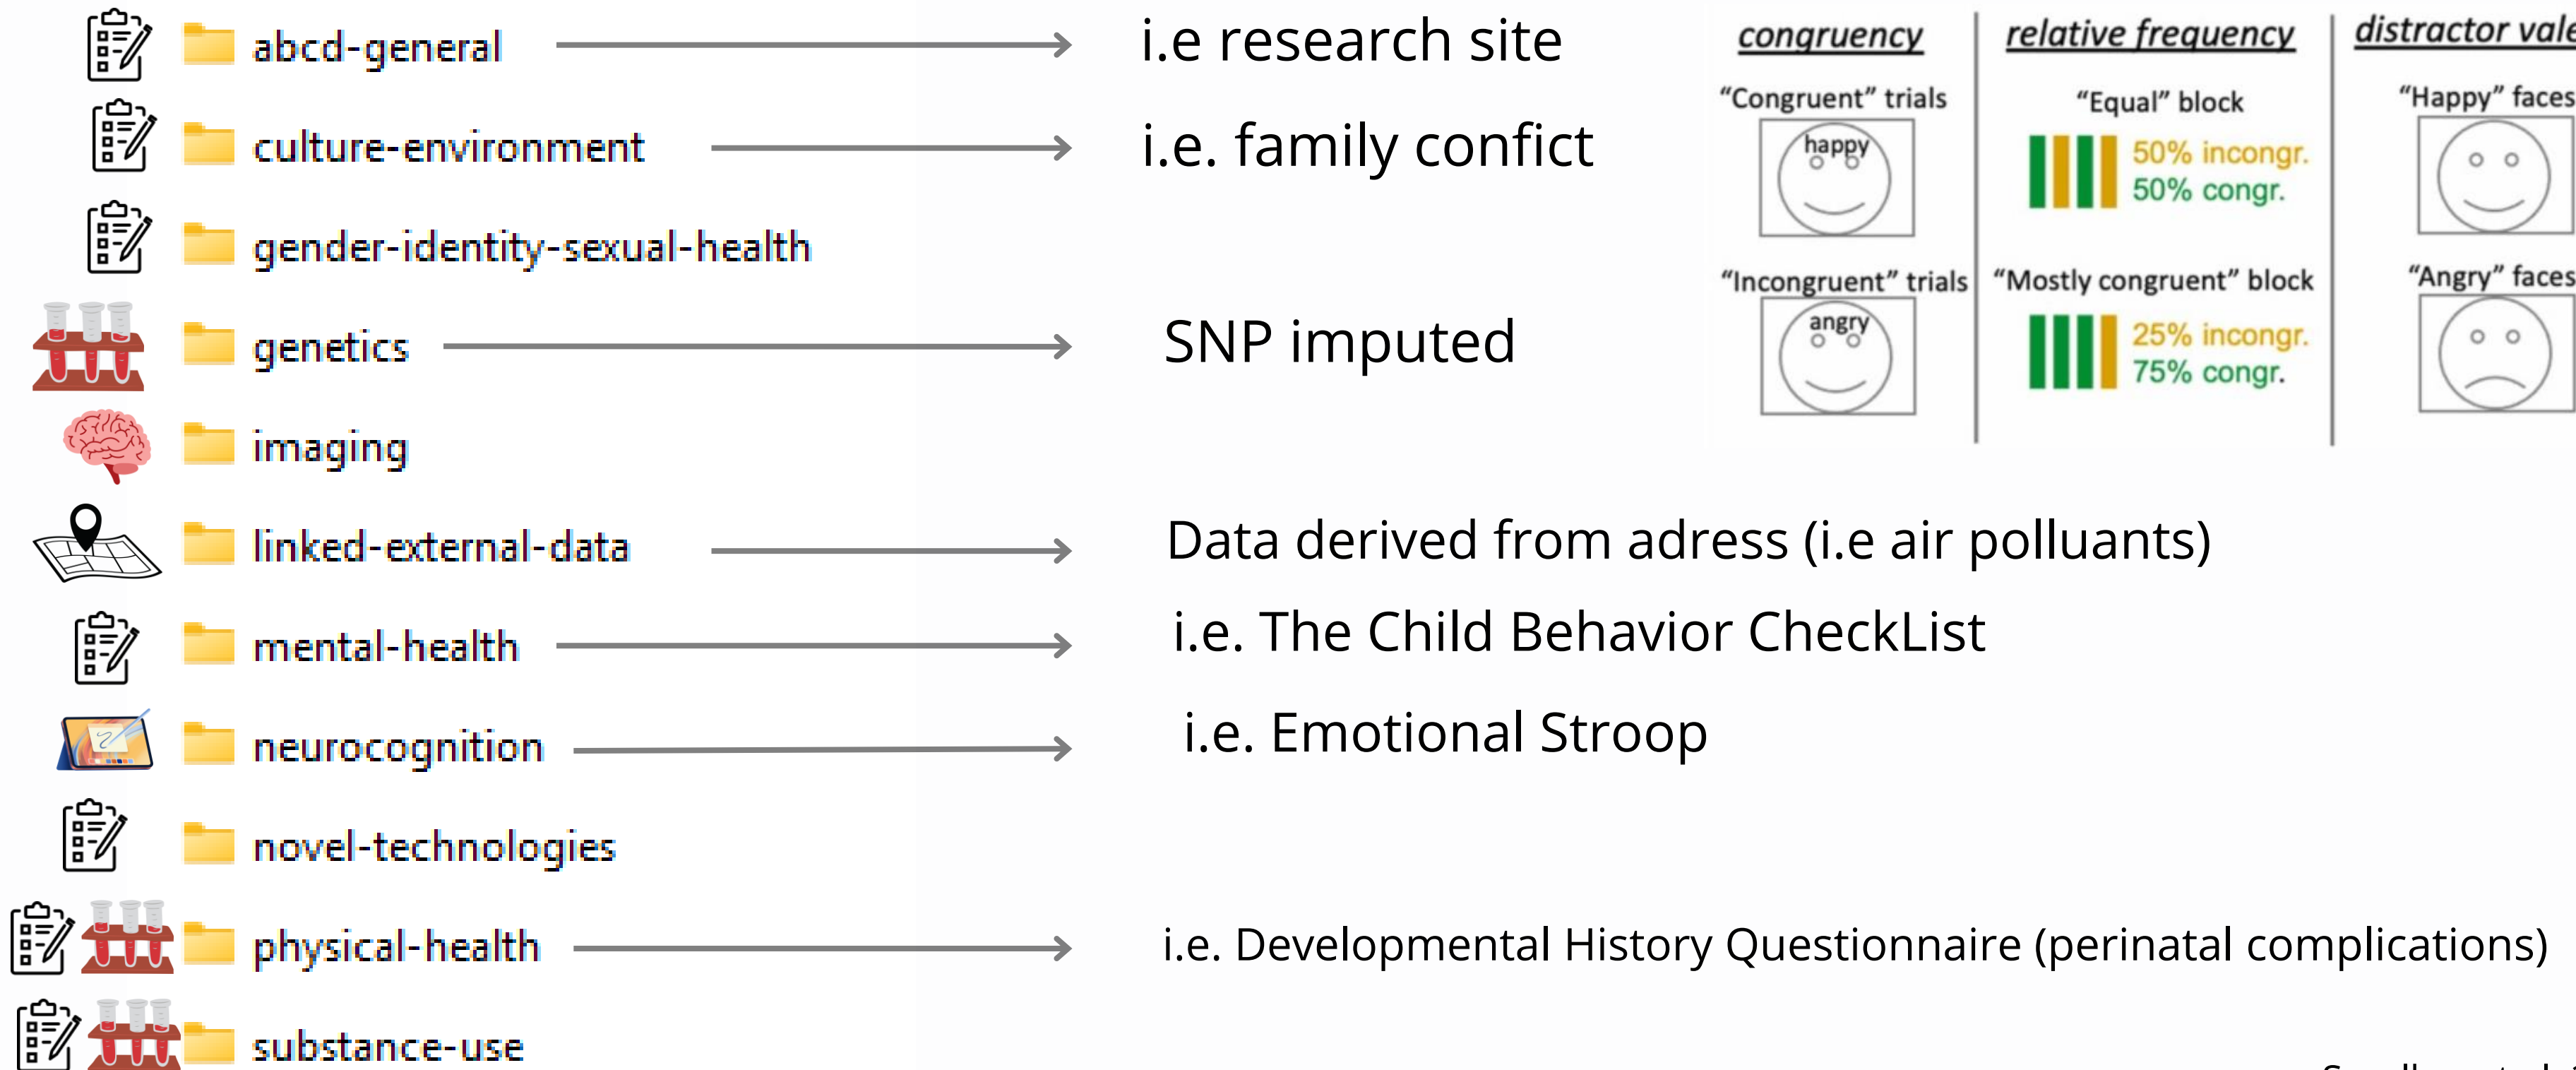 abcd-general
i.e research site
culture-environment
i.e. family confict
gender-identity-sexual-health
genetics
SNP imputed
imaging
linked-external-data
Data derived from adress (i.e air polluants)
mental-health
i.e. The Child Behavior CheckList
neurocognition
i.e. Emotional Stroop
novel-technologies
physical-health
i.e. Developmental History Questionnaire (perinatal complications)
substance-use
congruency
"Congruent" trials
happy
"Incongruent" trials
angry
relative frequency
"Equal" block
50% incongr.
50% congr.
"Mostly congruent" block
25% incongr.
75% congr.
distractor vale
"Happy" faces
"Angry" faces